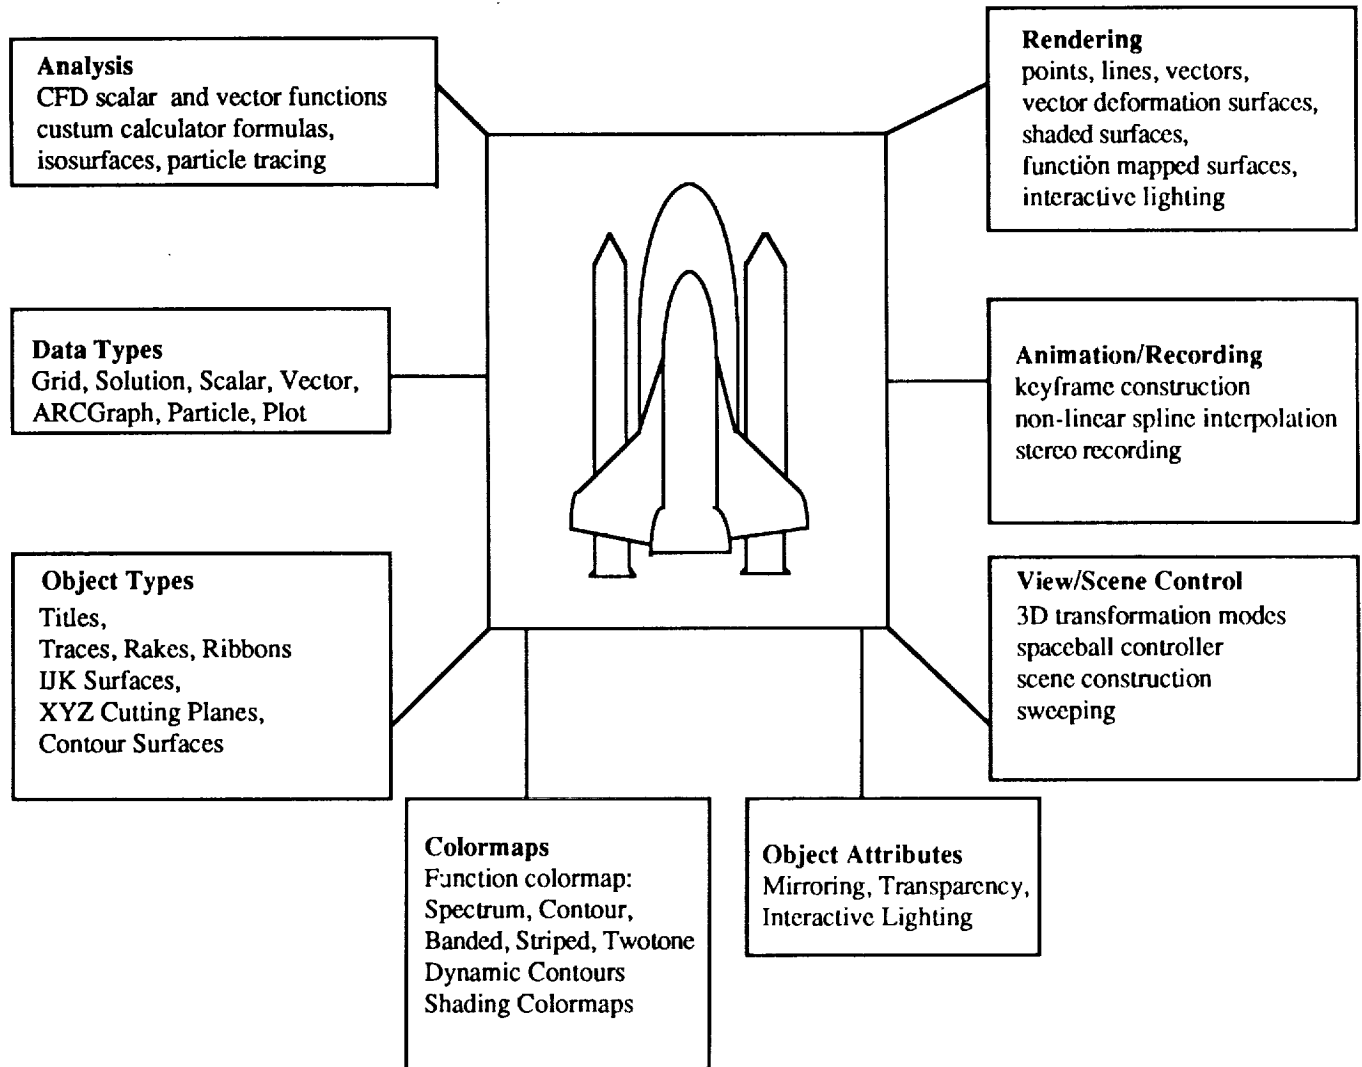 Analysis
CFD scalar and vector functions
custum calculator formulas,
isosurfaces, particle tracing
Data Types
Grid, Solution, Scalar, Vector,
ARCGraph, Particle, Plot
Object Types
Titles,
Traces, Rakes, Ribbons
IJK Surfaces,
XYZ Cutting Planes,
Contour Surfaces
Colormaps
Function colormap:
Spectrum, Contour,
Banded, Striped, Twotone
Dynamic Contours
Shading Colormaps
Object Attributes
Mirroring, Transparency,
Interactive Lighting
Rendering
points, lines, vectors,
vector deformation surfaces,
shaded surfaces,
function mapped surfaces,
interactive lighting
Animation/Recording
keyframe construction
non-linear spline interpolation
stereo recording
View/Scene Control
3D transformation modes
spaceball controller
scene construction
sweeping